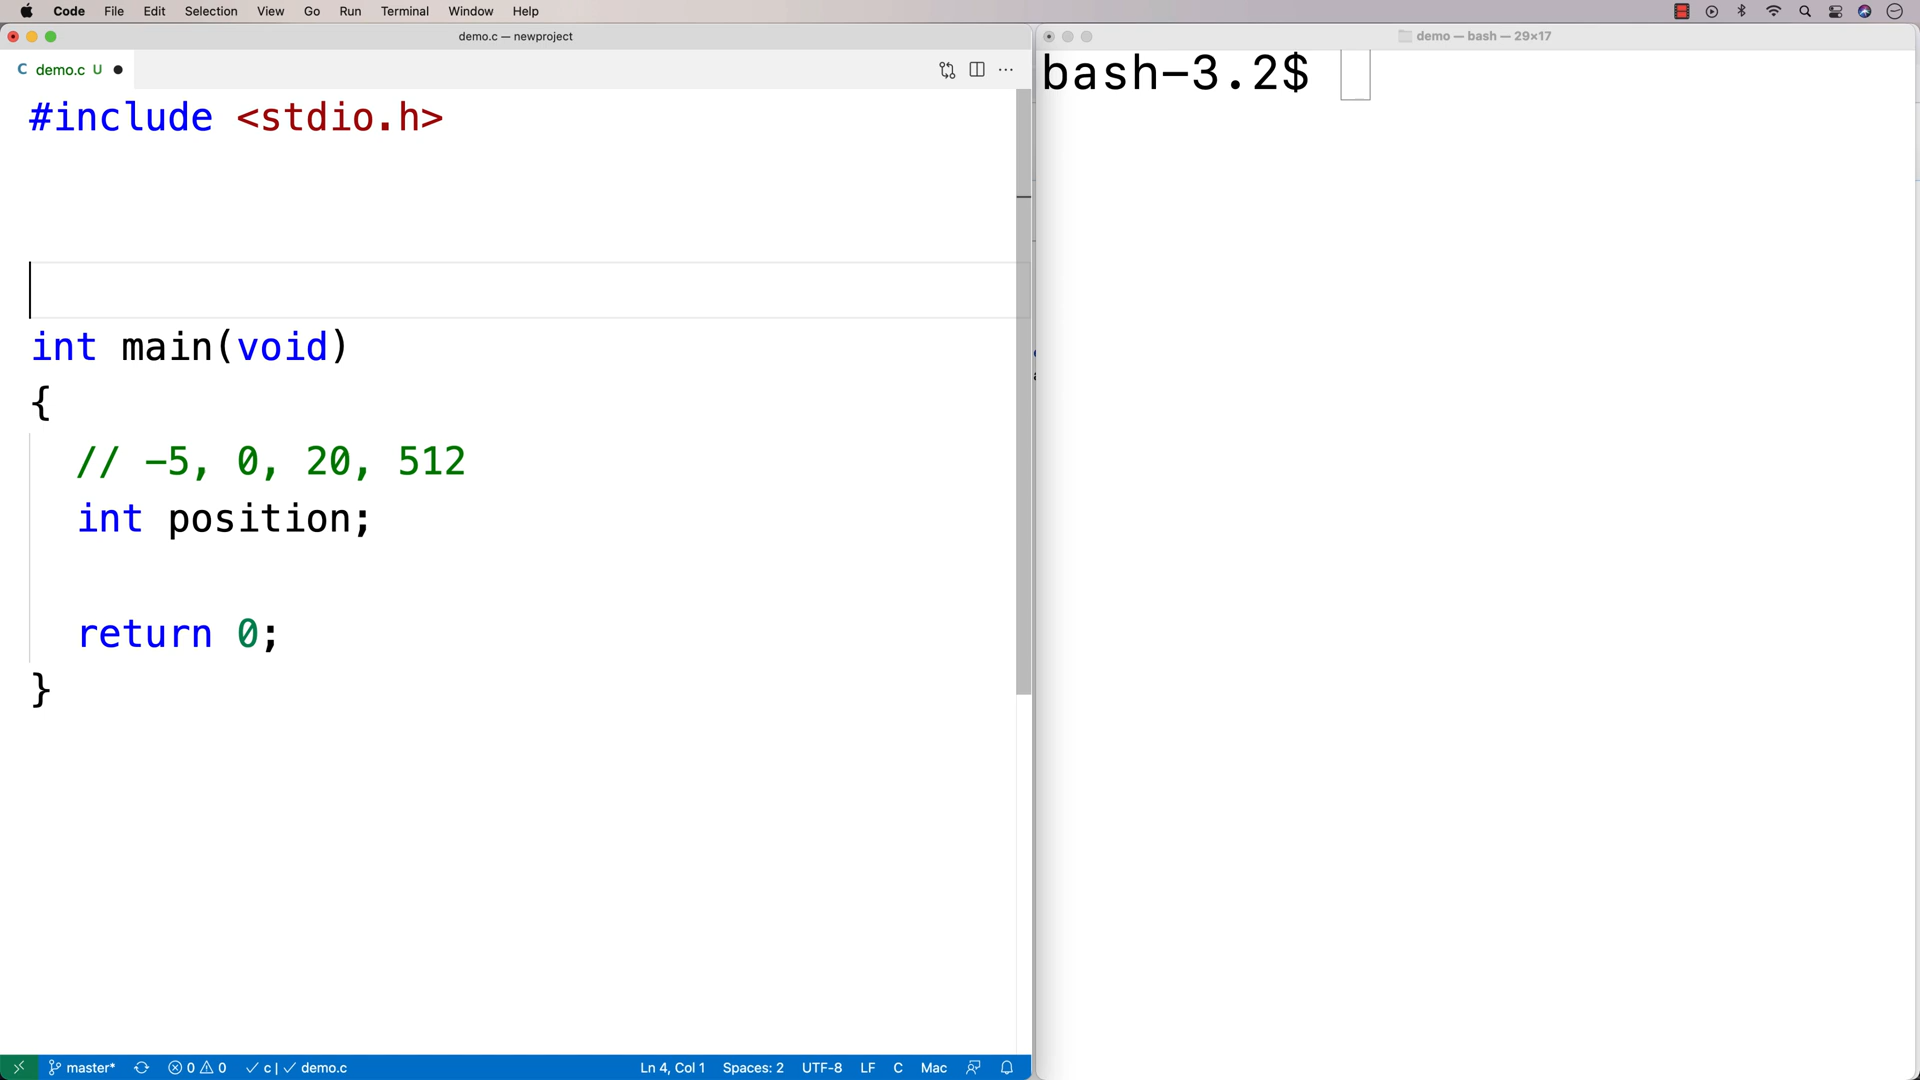 Code File Edit Selection View Go Run Terminal Window Help
demo.c — newproject
C demo.c U
#include <stdio.h>
int main(void)
{
// -5, 0, 20, 512
int position;
return 0;
}
master* 0 0 c | demo.c Ln 4, Col 1 Spaces: 2 UTF-8 LF C Mac
demo — bash — 29×17
bash-3.2$